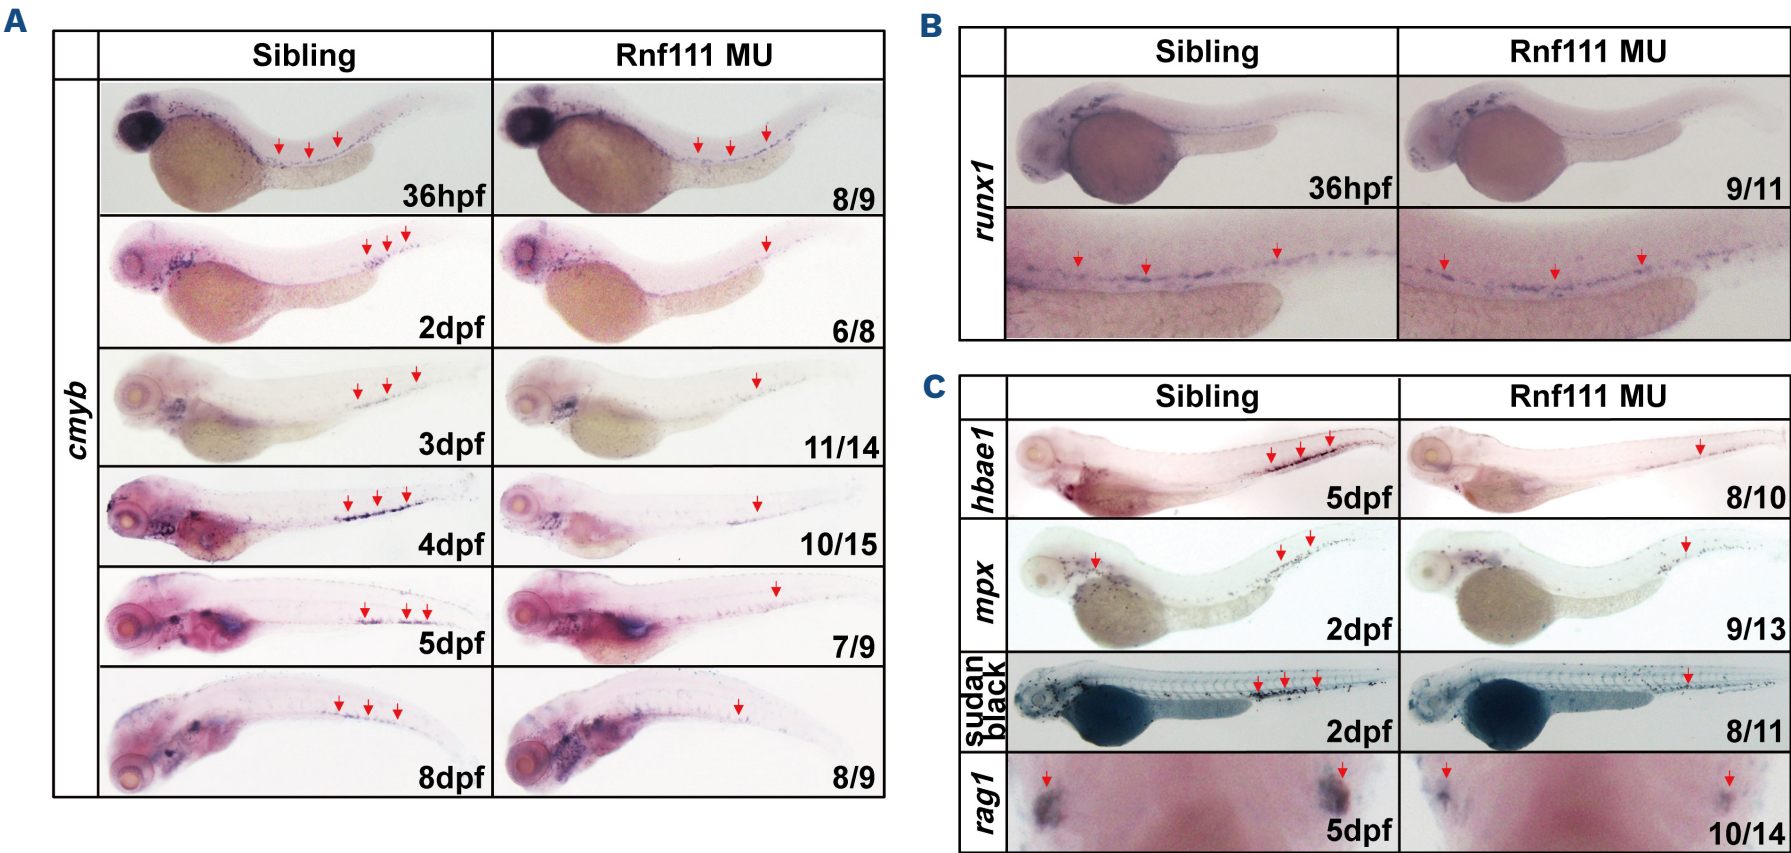 A
Sibling
Rnf111 MU
cmyb
36hpf
8/9
2dpf
6/8
3dpf
11/14
4dpf
10/15
5dpf
7/9
8dpf
8/9
B
Sibling
Rnf111 MU
runx1
36hpf
9/11
C
Sibling
Rnf111 MU
hbae1
5dpf
8/10
mpx
2dpf
9/13
sudan
black
2dpf
8/11
rag1
5dpf
10/14